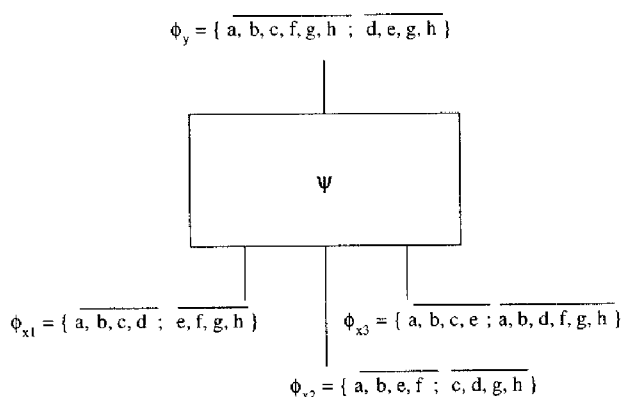 ϕy = { a, b, c, f, g, h ; d, e, g, h }
ψ
ϕx1 = { a, b, c, d ; e, f, g, h }
ϕx3 = { a, b, c, e ; a, b, d, f, g, h }
ϕx2 = { a, b, e, f ; c, d, g, h }